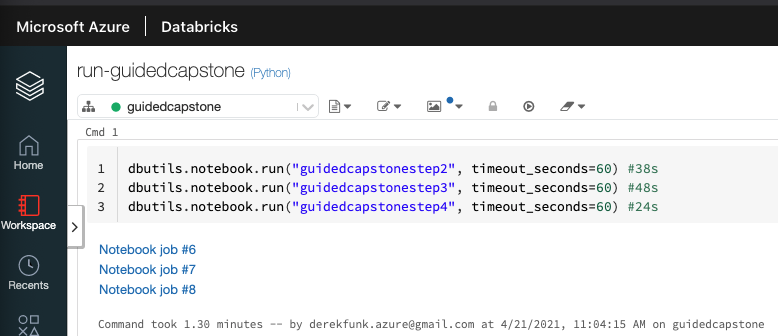 Microsoft Azure | Databricks
run-guidedcapstone (Python)
guidedcapstone
Cmd 1
1 dbutils.notebook.run("guidedcapstonestep2", timeout_seconds=60) #38s
2 dbutils.notebook.run("guidedcapstonestep3", timeout_seconds=60) #48s
3 dbutils.notebook.run("guidedcapstonestep4", timeout_seconds=60) #24s
Home
Workspace
Recents
Notebook job #6
Notebook job #7
Notebook job #8
Command took 1.30 minutes -- by derekfunk.azure@gmail.com at 4/21/2021, 11:04:15 AM on guidedcapstone